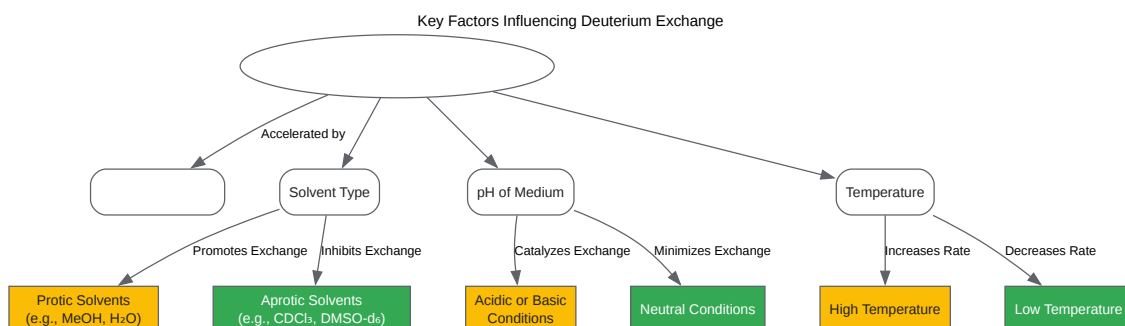 Key Factors Influencing Deuterium Exchange
Accelerated by
Solvent Type
pH of Medium
Temperature
Promotes Exchange
Inhibits Exchange
Catalyzes Exchange
Minimizes Exchange
Increases Rate
Decreases Rate
Protic Solvents
(e.g., MeOH, H₂O)
Aprotic Solvents
(e.g., CDCl₃, DMSO-d₆)
Acidic or Basic
Conditions
Neutral Conditions
High Temperature
Low Temperature